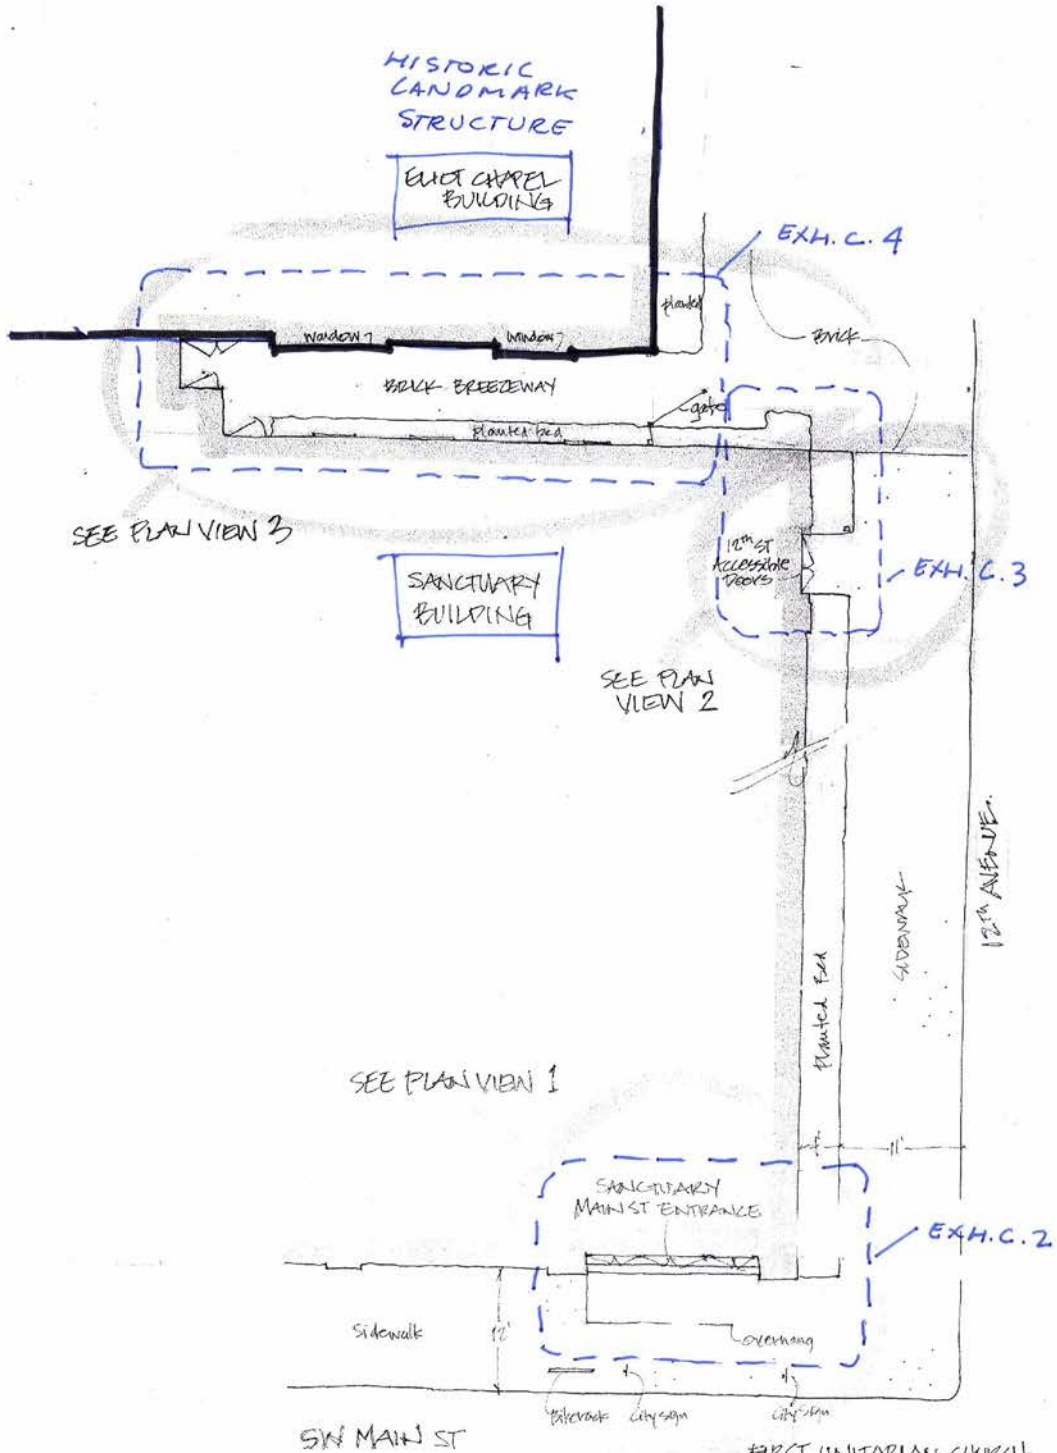 HISTORIC
LANDMARK
STRUCTURE
ELIOT CHAPEL
BUILDING
EXH. C. 4
planted
Brick
window
window
BRICK BREEZEWAY
gate
planted bed
SEE PLAN VIEW 3
12th ST
Accessible
Doors
EXH. C. 3
SANCTUARY
BUILDING
SEE PLAN
VIEW 2
12TH AVENUE.
SIDEWALK
Planted Bed
SEE PLAN VIEW 1
11'
SANCTUARY
MAIN ST ENTRANCE
EXH. C. 2
Sidewalk
12'
overhang
Bikerack
City sign
City Sign
SW MAIN ST
FIRST UNITARIAN CHURCH